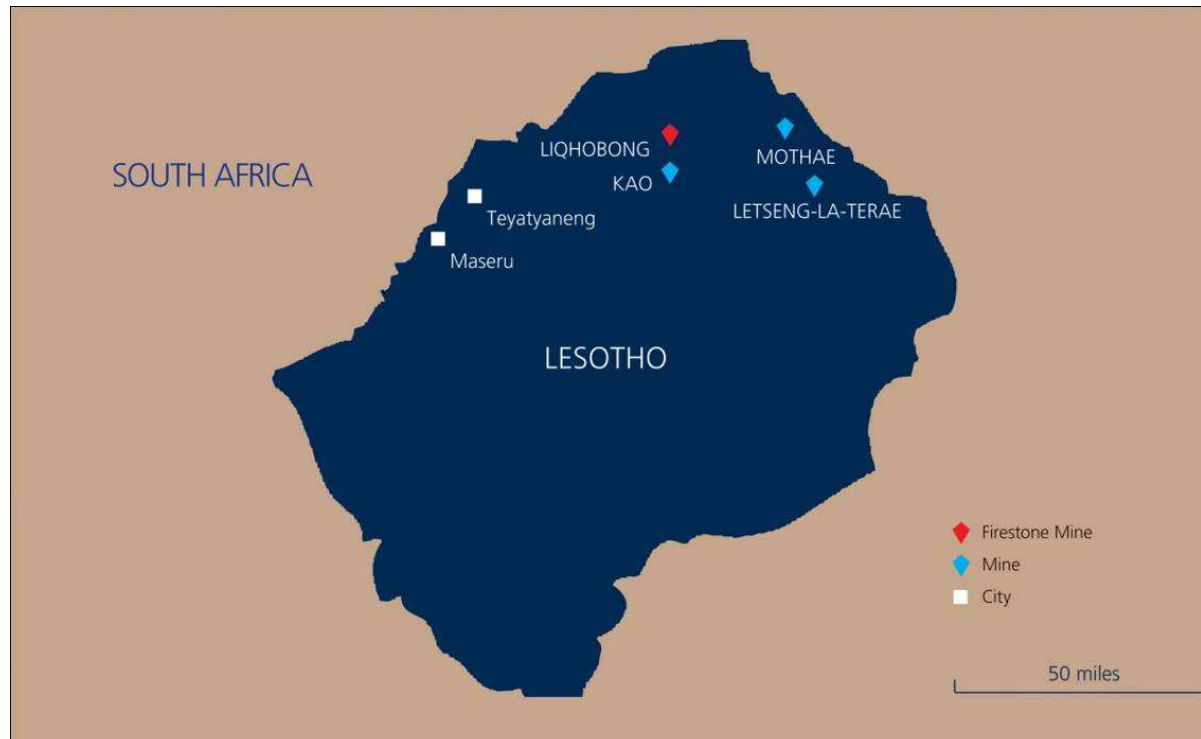 SOUTH AFRICA
LIQHOBONG
KAO
MOTHAE
LETSENG-LA-TERAE
Teyatyaneng
Maseru
LESOTHO
Firestone Mine
Mine
City
50 miles